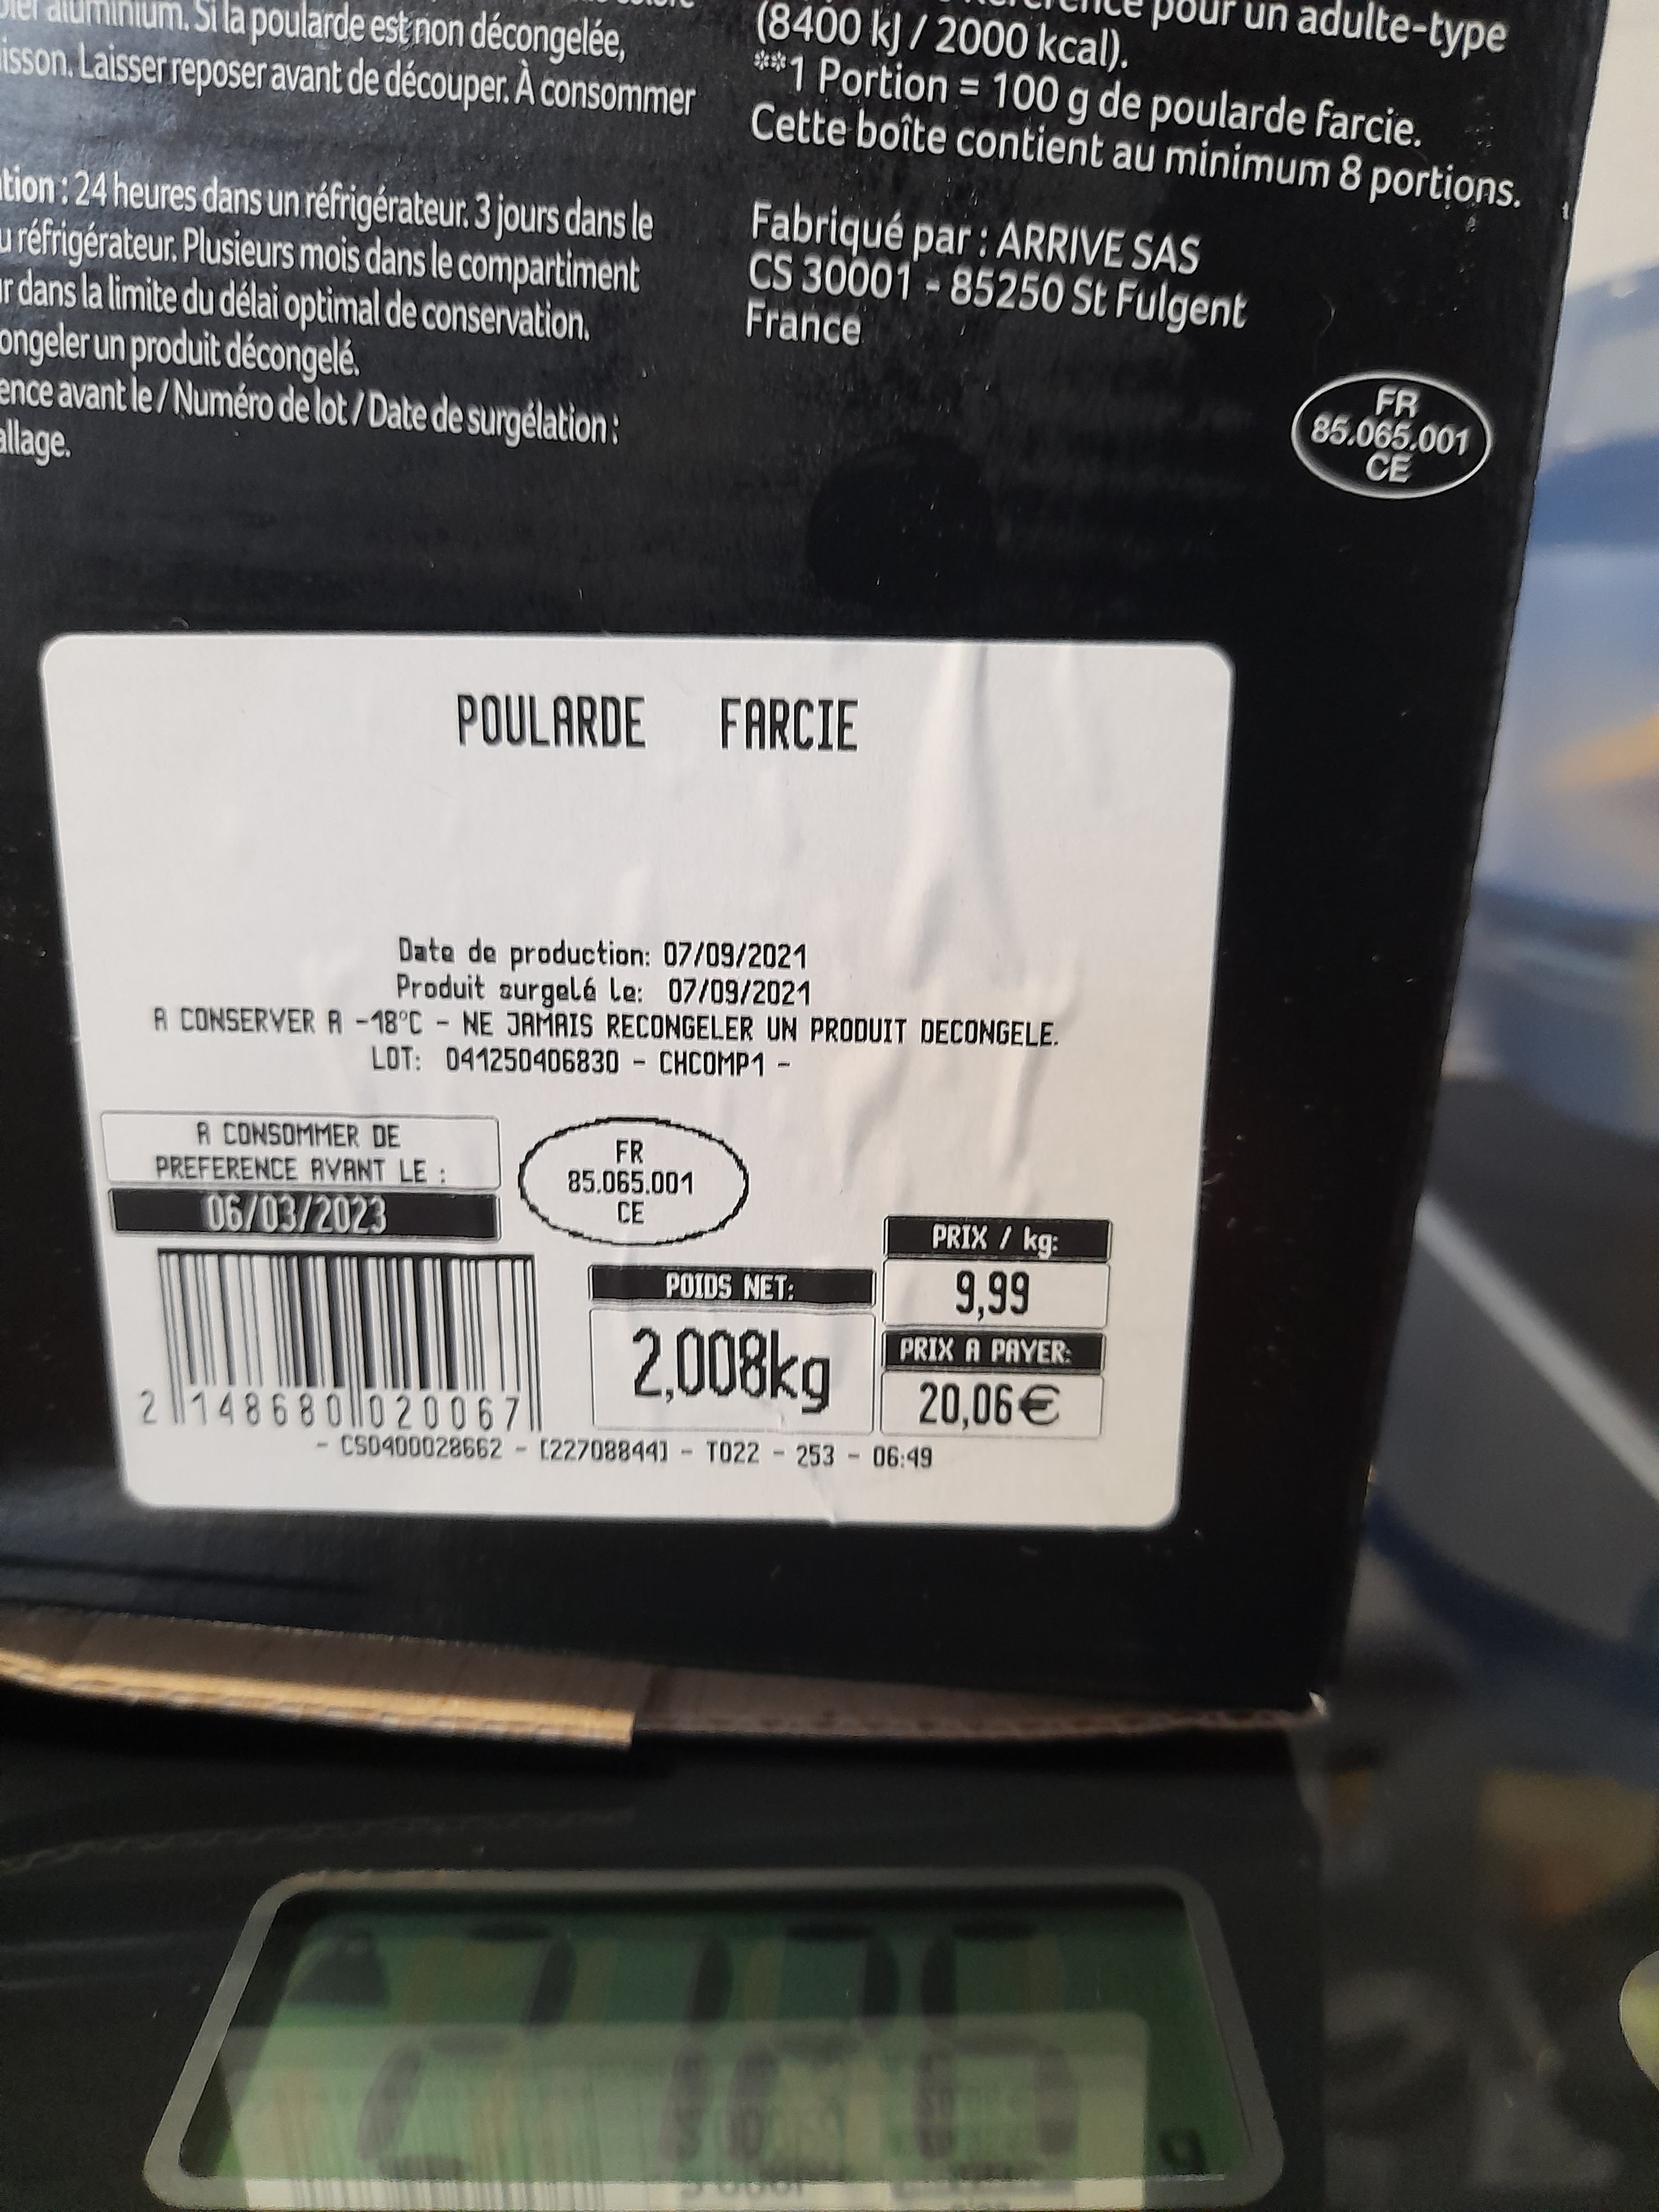 aluminium. Si la poularde est non décongelée,
Laisser reposer avant de découper. À consommer
24 heures dans un réfrigérateur. 3 jours dans le
réfrigérateur. Plusieurs mois dans le compartiment
dans la limite du délai optimal de conservation.
un produit décongelé.
avant le / Numéro de lot / Date de surgélation :
pour un adulte-type
(8400 kJ / 2000 kcal).
**1 Portion = 100 g de poularde farcie.
Cette boîte contient au minimum 8 portions.
Fabriqué par : ARRIVE SAS
CS 30001 - 85250 St Fulgent
France
FR
85.065.001
CE
POULARDE FARCIE
Date de production: 07/09/2021
Produit surgelé le: 07/09/2021
A CONSERVER A -18°C - NE JAMAIS RECONGELER UN PRODUIT DECONGELE.
LOT: 041250406830 - CHCOMP1 -
A CONSOMMER DE
PREFERENCE AVANT LE :
06/03/2023
FR
85.065.001
CE
PRIX / kg:
9,99
POIDS NET:
2,008kg
PRIX A PAYER:
20,06€
2 148680 020067
- CS0400028662 - [22708844] - T022 - 253 - 06:49
g